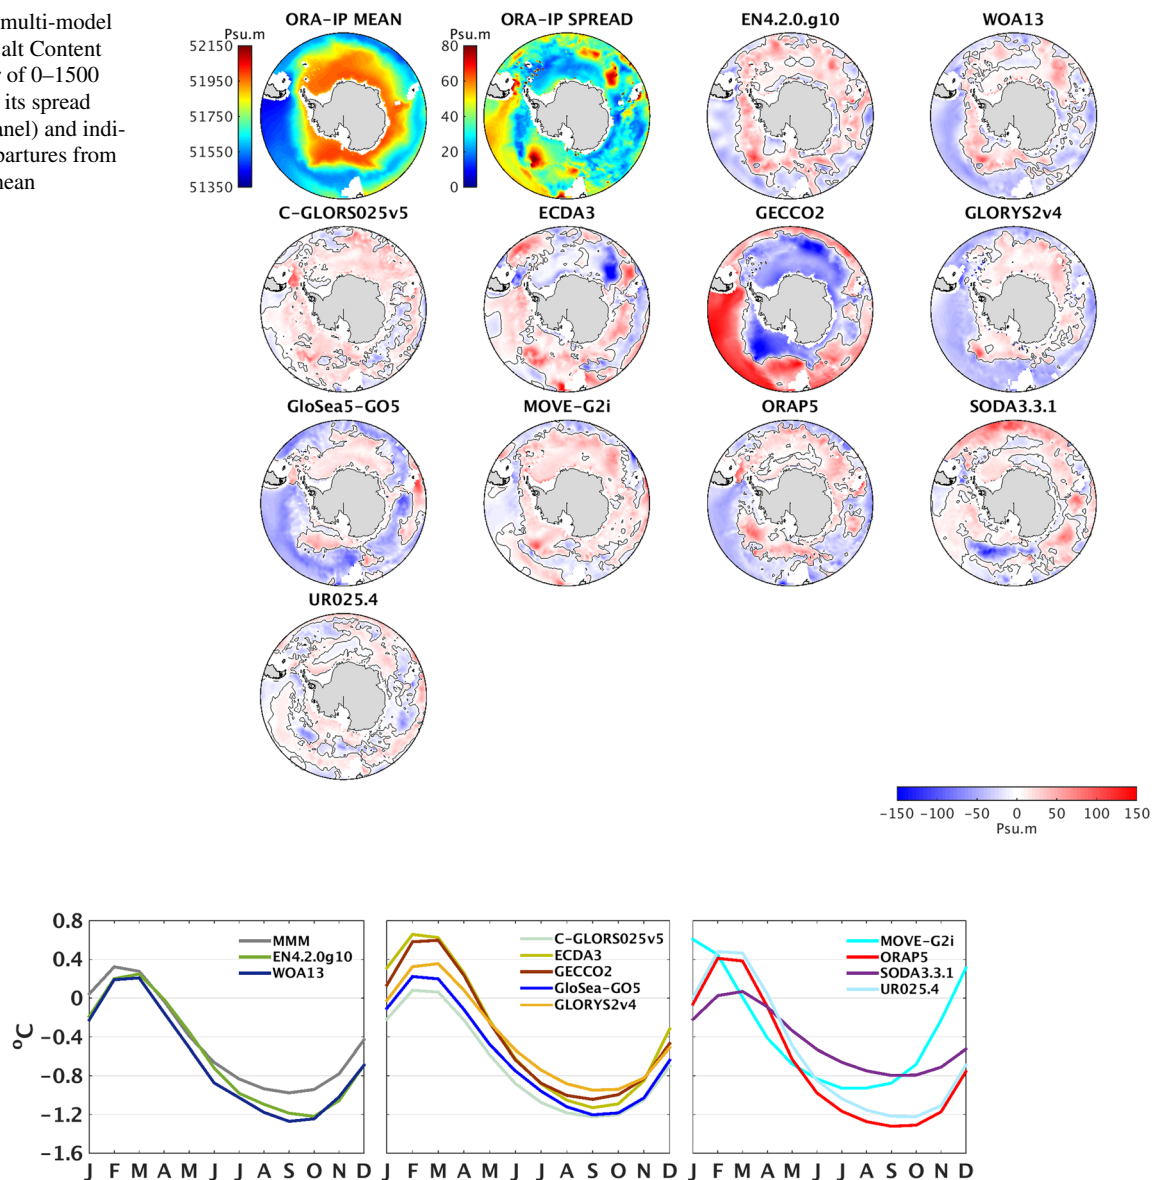 multi-model
alt Content
r of 0–1500
its spread
anel) and indi-
partures from
nean
ORA-IP MEAN
Psu.m
52150
51950
51750
51550
51350
ORA-IP SPREAD
Psu.m
80
60
40
20
0
EN4.2.0.g10
WOA13
C-GLORS025v5
ECDA3
GECCO2
GLORYS2v4
GloSea5-GO5
MOVE-G2i
ORAP5
SODA3.3.1
UR025.4
-150 -100 -50 0 50 100 150
Psu.m
0.8
0.4
0
-0.4
-0.8
-1.2
-1.6
°C
MMM
EN4.2.0g10
WOA13
J F M A M J J A S O N D
C-GLORS025v5
ECDA3
GECCO2
GloSea-GO5
GLORYS2v4
J F M A M J J A S O N D
MOVE-G2i
ORAP5
SODA3.3.1
UR025.4
J F M A M J J A S O N D